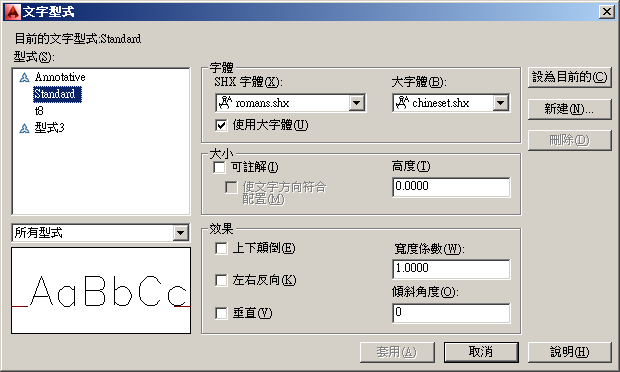 文字型式
目前的文字型式:Standard
型式(S):
Annotative
Standard
t8
型式3
所有型式
AaBbCc
字體
SHX 字體(X):
romans.shx
大字體(B):
chineset.shx
使用大字體(U)
大小
可註解(I)
使文字方向符合
配置(M)
高度(T)
0.0000
效果
上下顛倒(E)
左右反向(K)
垂直(V)
寬度係數(W):
1.0000
傾斜角度(O):
0
設為目前的(C)
新建(N)...
刪除(D)
套用(A)
取消
說明(H)